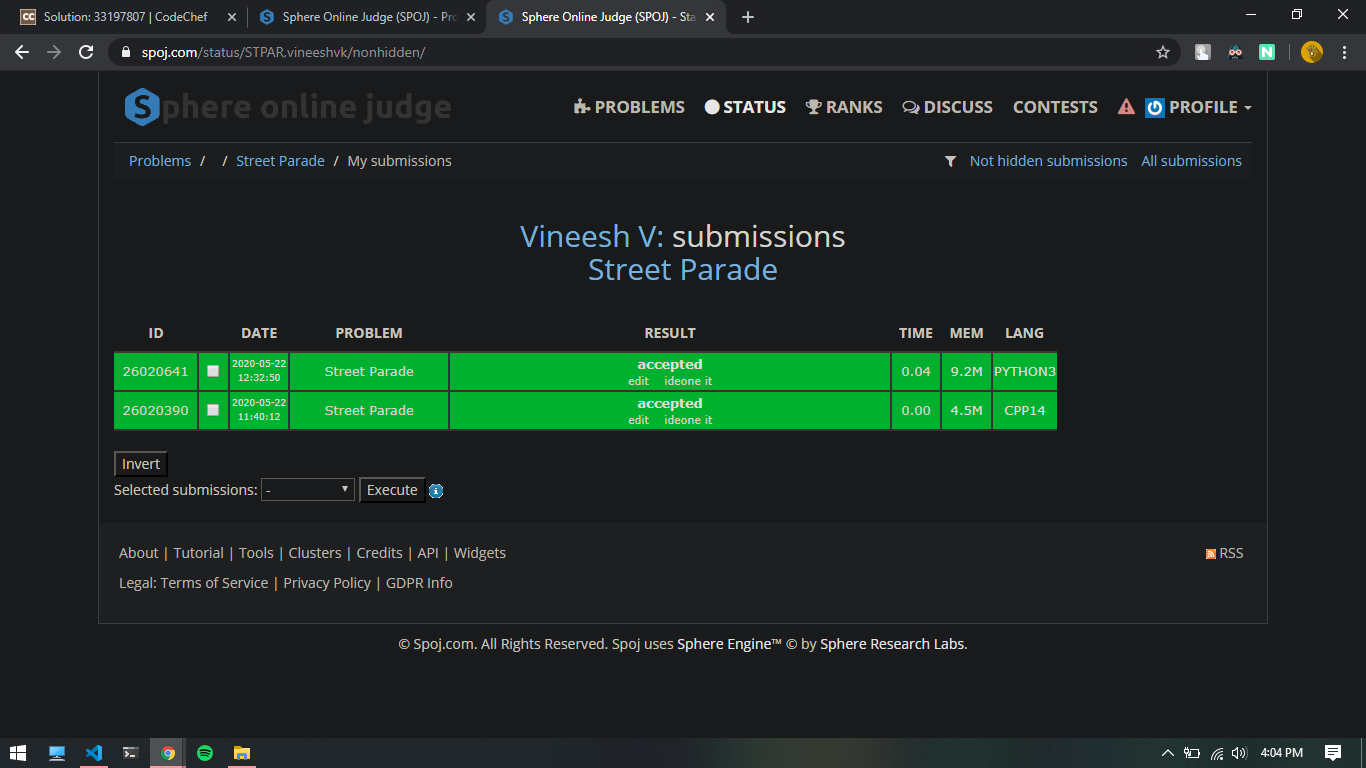 Solution: 33197807 | CodeChef
Sphere Online Judge (SPOJ) - Pro
Sphere Online Judge (SPOJ) - Sta
spoj.com/status/STPAR,vineeshvk/nonhidden/
Sphere online judge
PROBLEMS STATUS RANKS DISCUSS CONTESTS PROFILE
Problems / / Street Parade / My submissions
Not hidden submissions All submissions
Vineesh V: submissions
Street Parade
ID DATE PROBLEM RESULT TIME MEM LANG
26020641 2020-05-22 12:32:50 Street Parade accepted 0.04 9.2M PYTHON3
edit ideone it
26020390 2020-05-22 11:40:12 Street Parade accepted 0.00 4.5M CPP14
edit ideone it
Invert
Selected submissions: - Execute
About | Tutorial | Tools | Clusters | Credits | API | Widgets
RSS
Legal: Terms of Service | Privacy Policy | GDPR Info
© Spoj.com. All Rights Reserved. Spoj uses Sphere Engine™ © by Sphere Research Labs.
4:04 PM